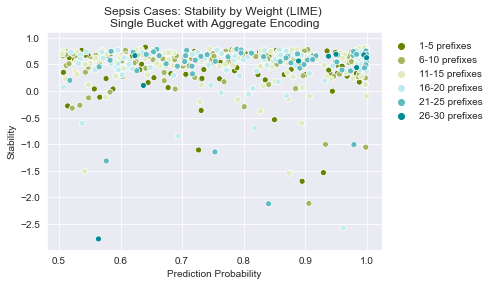 Sepsis Cases: Stability by Weight (LIME)
Single Bucket with Aggregate Encoding
1.0
0.5
0.0
−0.5
−1.0
−1.5
−2.0
−2.5
Stability
0.5 0.6 0.7 0.8 0.9 1.0
Prediction Probability
1-5 prefixes
6-10 prefixes
11-15 prefixes
16-20 prefixes
21-25 prefixes
26-30 prefixes